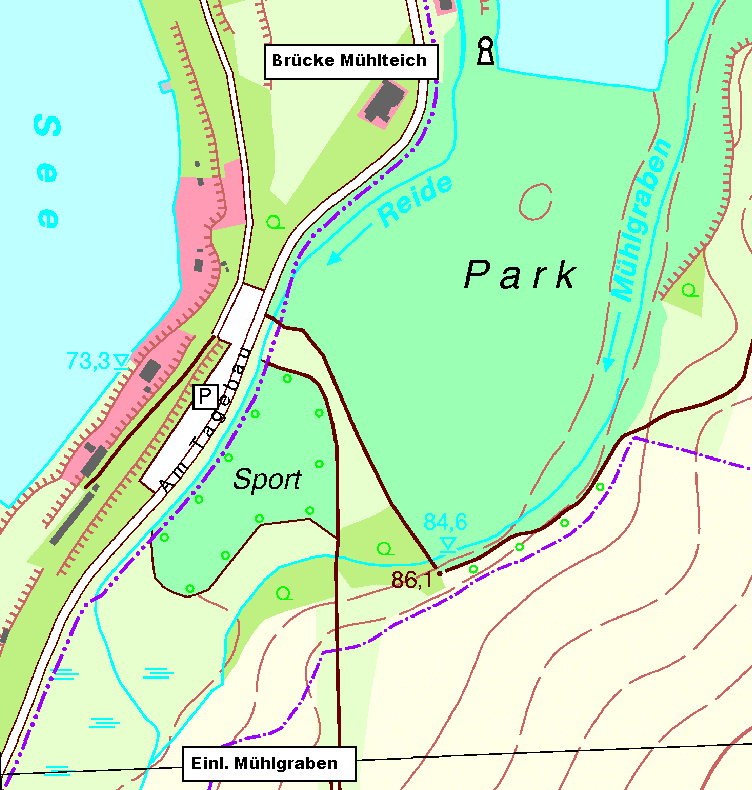 Brücke Mühlteich
See
Reide
Mühlgraben
Park
73,3
P
Am Tagebau
Sport
84,6
86,1
Einl. Mühlgraben